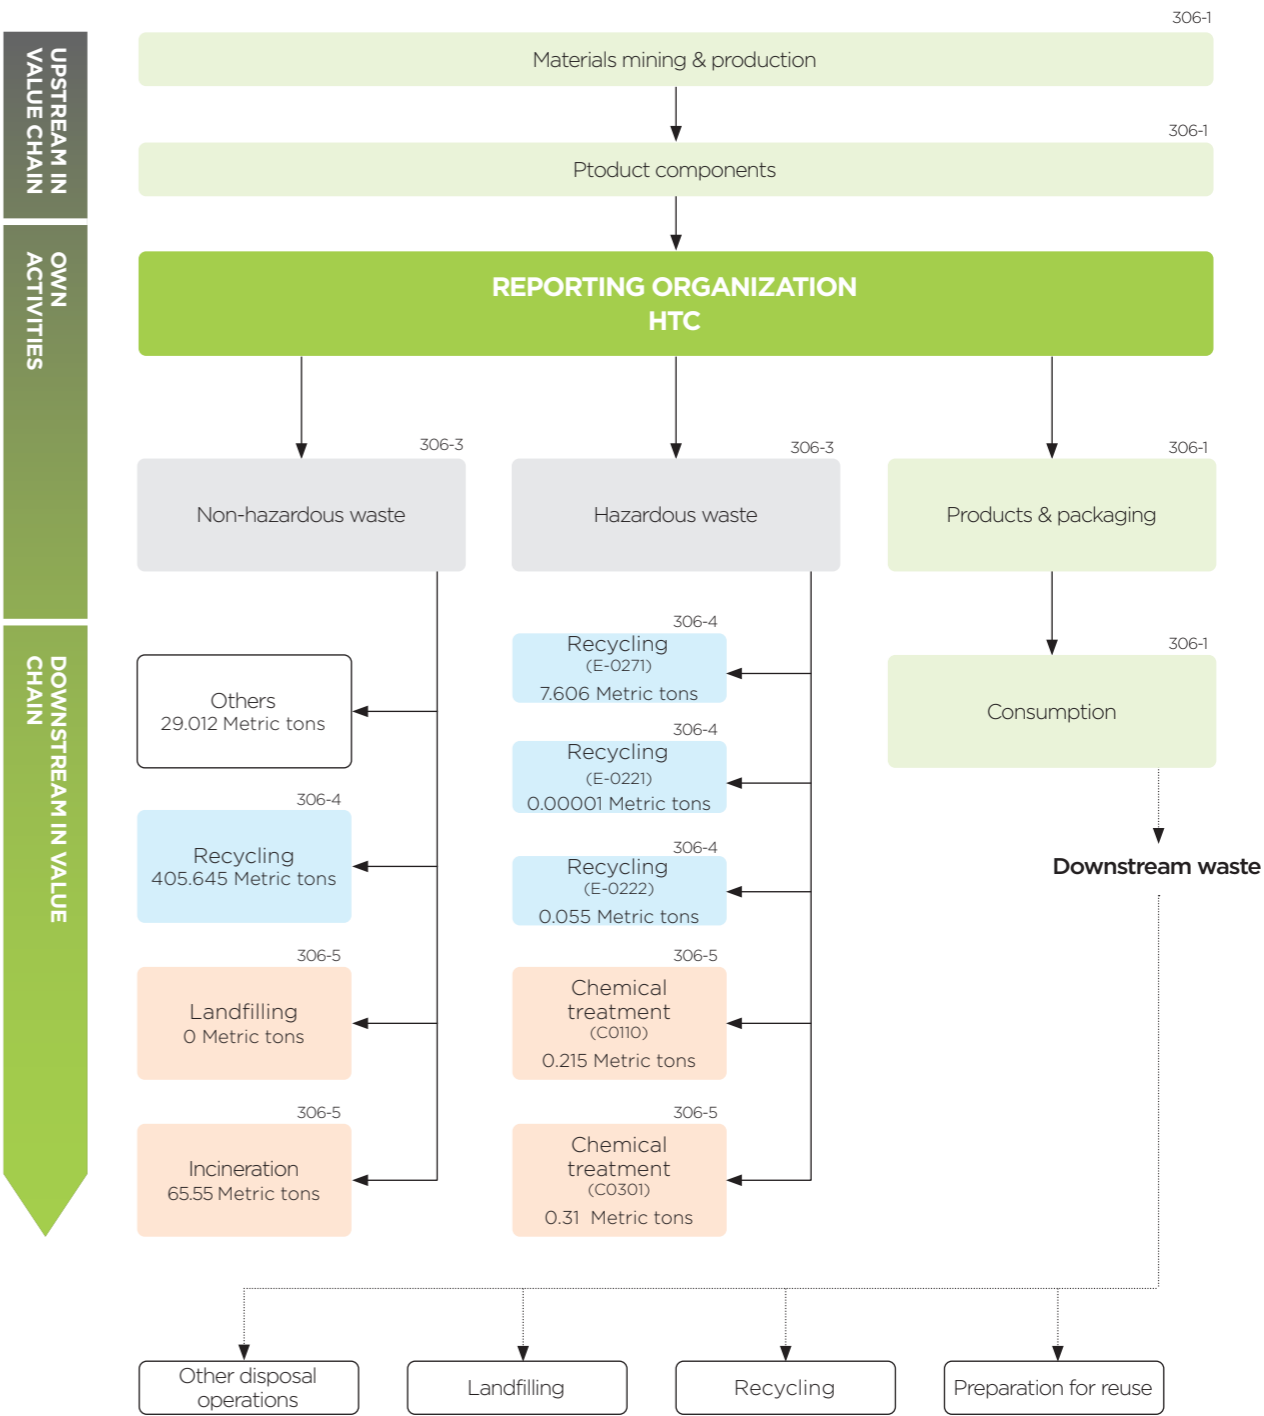 UPSTREAM IN
VALUE CHAIN
306-1
Materials mining & production
306-1
Ptoduct components
OWN
ACTIVITIES
REPORTING ORGANIZATION
HTC
306-3
Non-hazardous waste
306-3
Hazardous waste
306-1
Products & packaging
DOWNSTREAM IN VALUE
CHAIN
Others
29.012 Metric tons
306-4
Recycling
405.645 Metric tons
306-5
Landfilling
0 Metric tons
306-5
Incineration
65.55 Metric tons
306-4
Recycling
(E-0271)
7.606 Metric tons
306-4
Recycling
(E-0221)
0.00001 Metric tons
306-4
Recycling
(E-0222)
0.055 Metric tons
306-5
Chemical
treatment
(C0110)
0.215 Metric tons
306-5
Chemical
treatment
(C0301)
0.31 Metric tons
306-1
Consumption
Downstream waste
Other disposal
operations
Landfilling
Recycling
Preparation for reuse